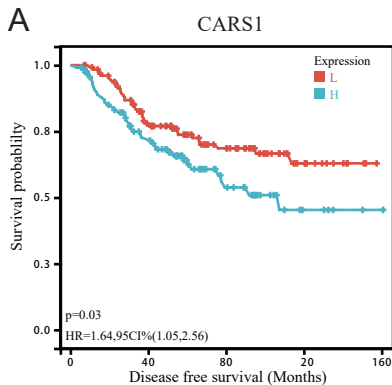 A
CARS1
Expression
L
H
Survival probability
1.0
0.8
0.5
0.3
0.0
p=0.03
HR=1.64,95CI%(1.05,2.56)
0 40 80 20 160
Disease free survival (Months)